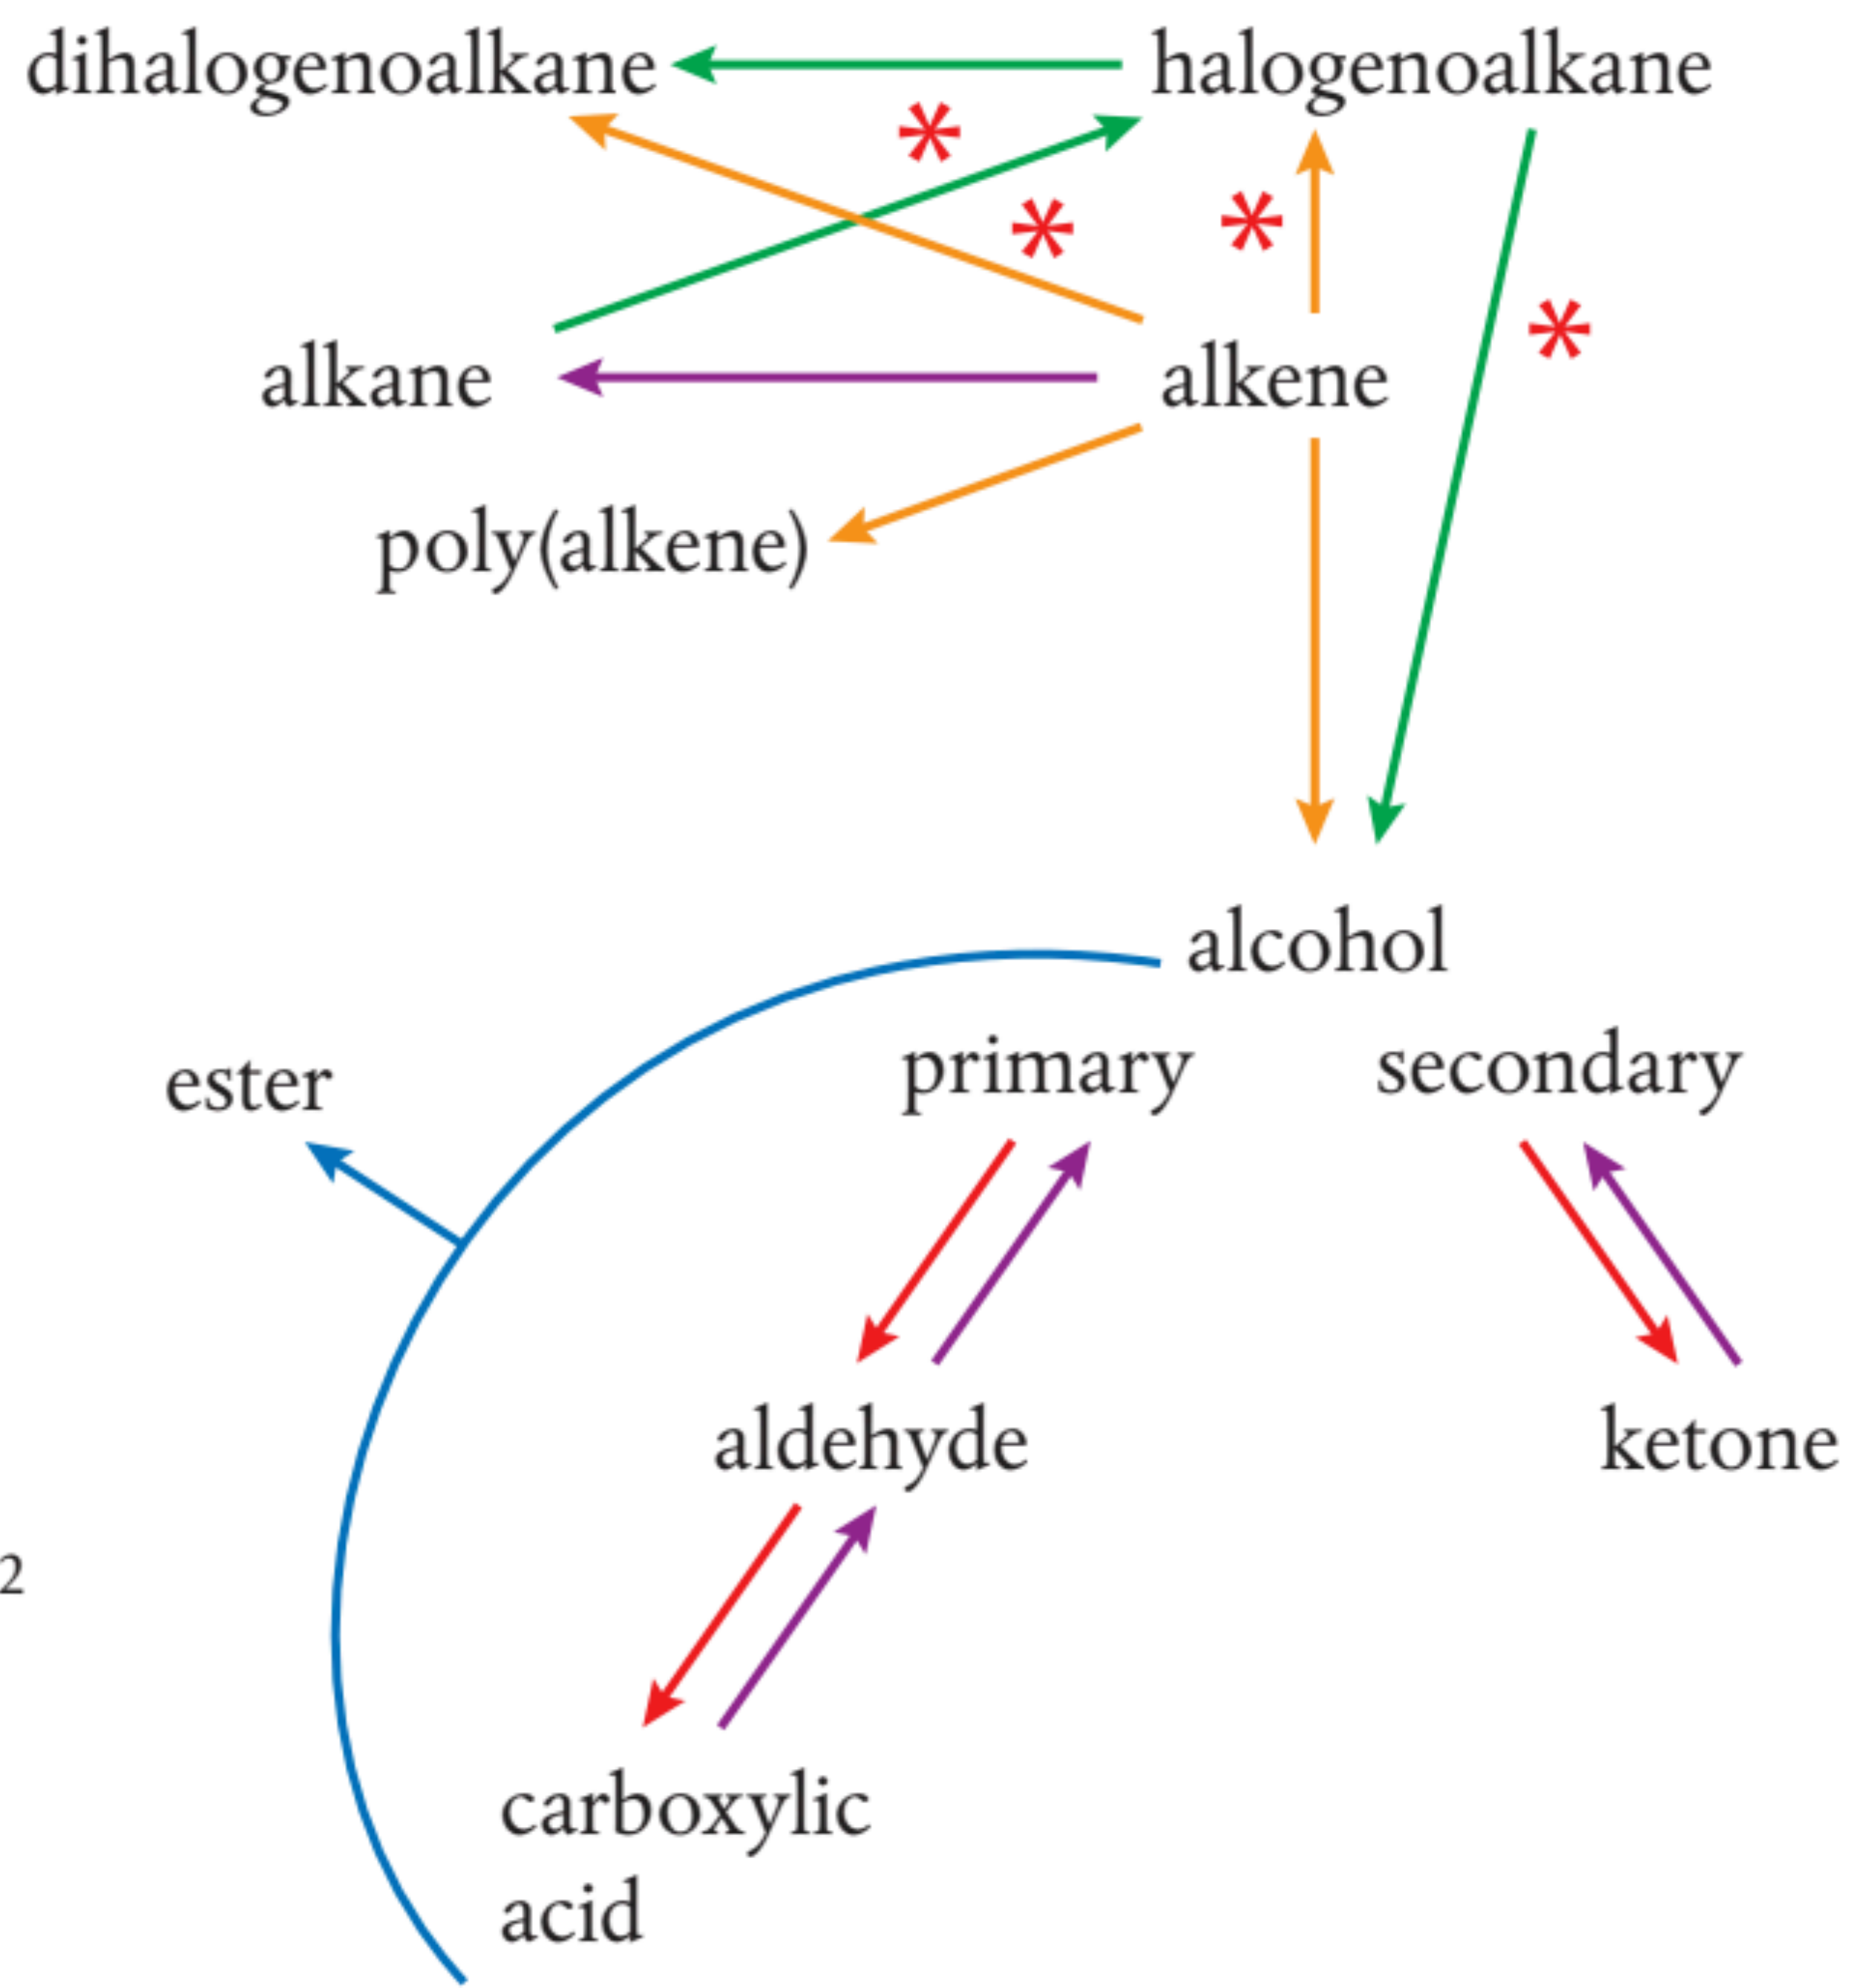 dihalogenoalkane halogenoalkane
*
* *
*
alkane alkene
poly(alkene)
alcohol
ester primary secondary
aldehyde ketone
2
carboxylic
acid